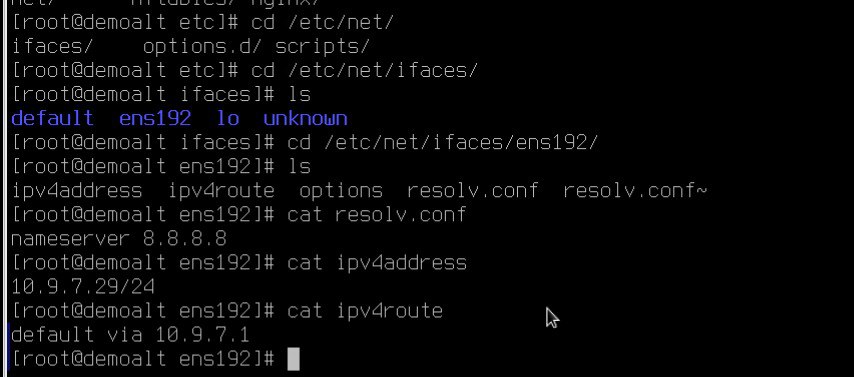 [root@demoalt etc]# cd /etc/net/
ifaces/    options.d/ scripts/
[root@demoalt etc]# cd /etc/net/ifaces/
[root@demoalt ifaces]# ls
default  ens192  lo  unknown
[root@demoalt ifaces]# cd /etc/net/ifaces/ens192/
[root@demoalt ens192]# ls
ipv4address  ipv4route  options  resolv.conf  resolv.conf~
[root@demoalt ens192]# cat resolv.conf
nameserver 8.8.8.8
[root@demoalt ens192]# cat ipv4address
10.9.7.29/24
[root@demoalt ens192]# cat ipv4route
default via 10.9.7.1
[root@demoalt ens192]#